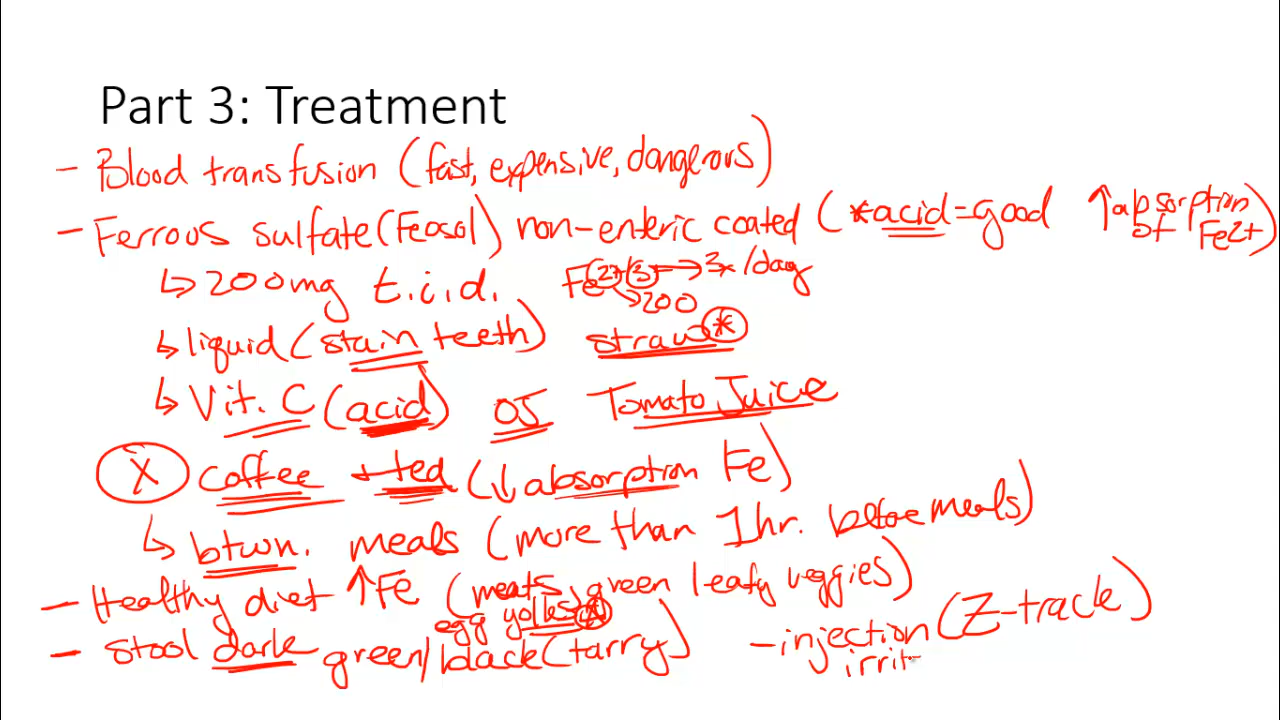 Part 3: Treatment
- Blood transfusion (fast, expensive, dangerous)
- Ferrous sulfate (Feosol) non-enteric coated (*acid=good ↑absorption of Fe2+)
↳ 200mg t.i.d. Fe(2+/3+ → 3x/day
↳ 200
↳ liquid (stain teeth) straw*
↳ Vit. C (acid) OJ Tomato Juice
X coffee + tea (↓ absorption Fe)
↳ btwn. meals (more than 1hr. before meals)
- Healthy diet ↑Fe (meats, green leafy veggies)
egg yolks
- Stool dark green/black (tarry)
- injection (Z-track)
irrit